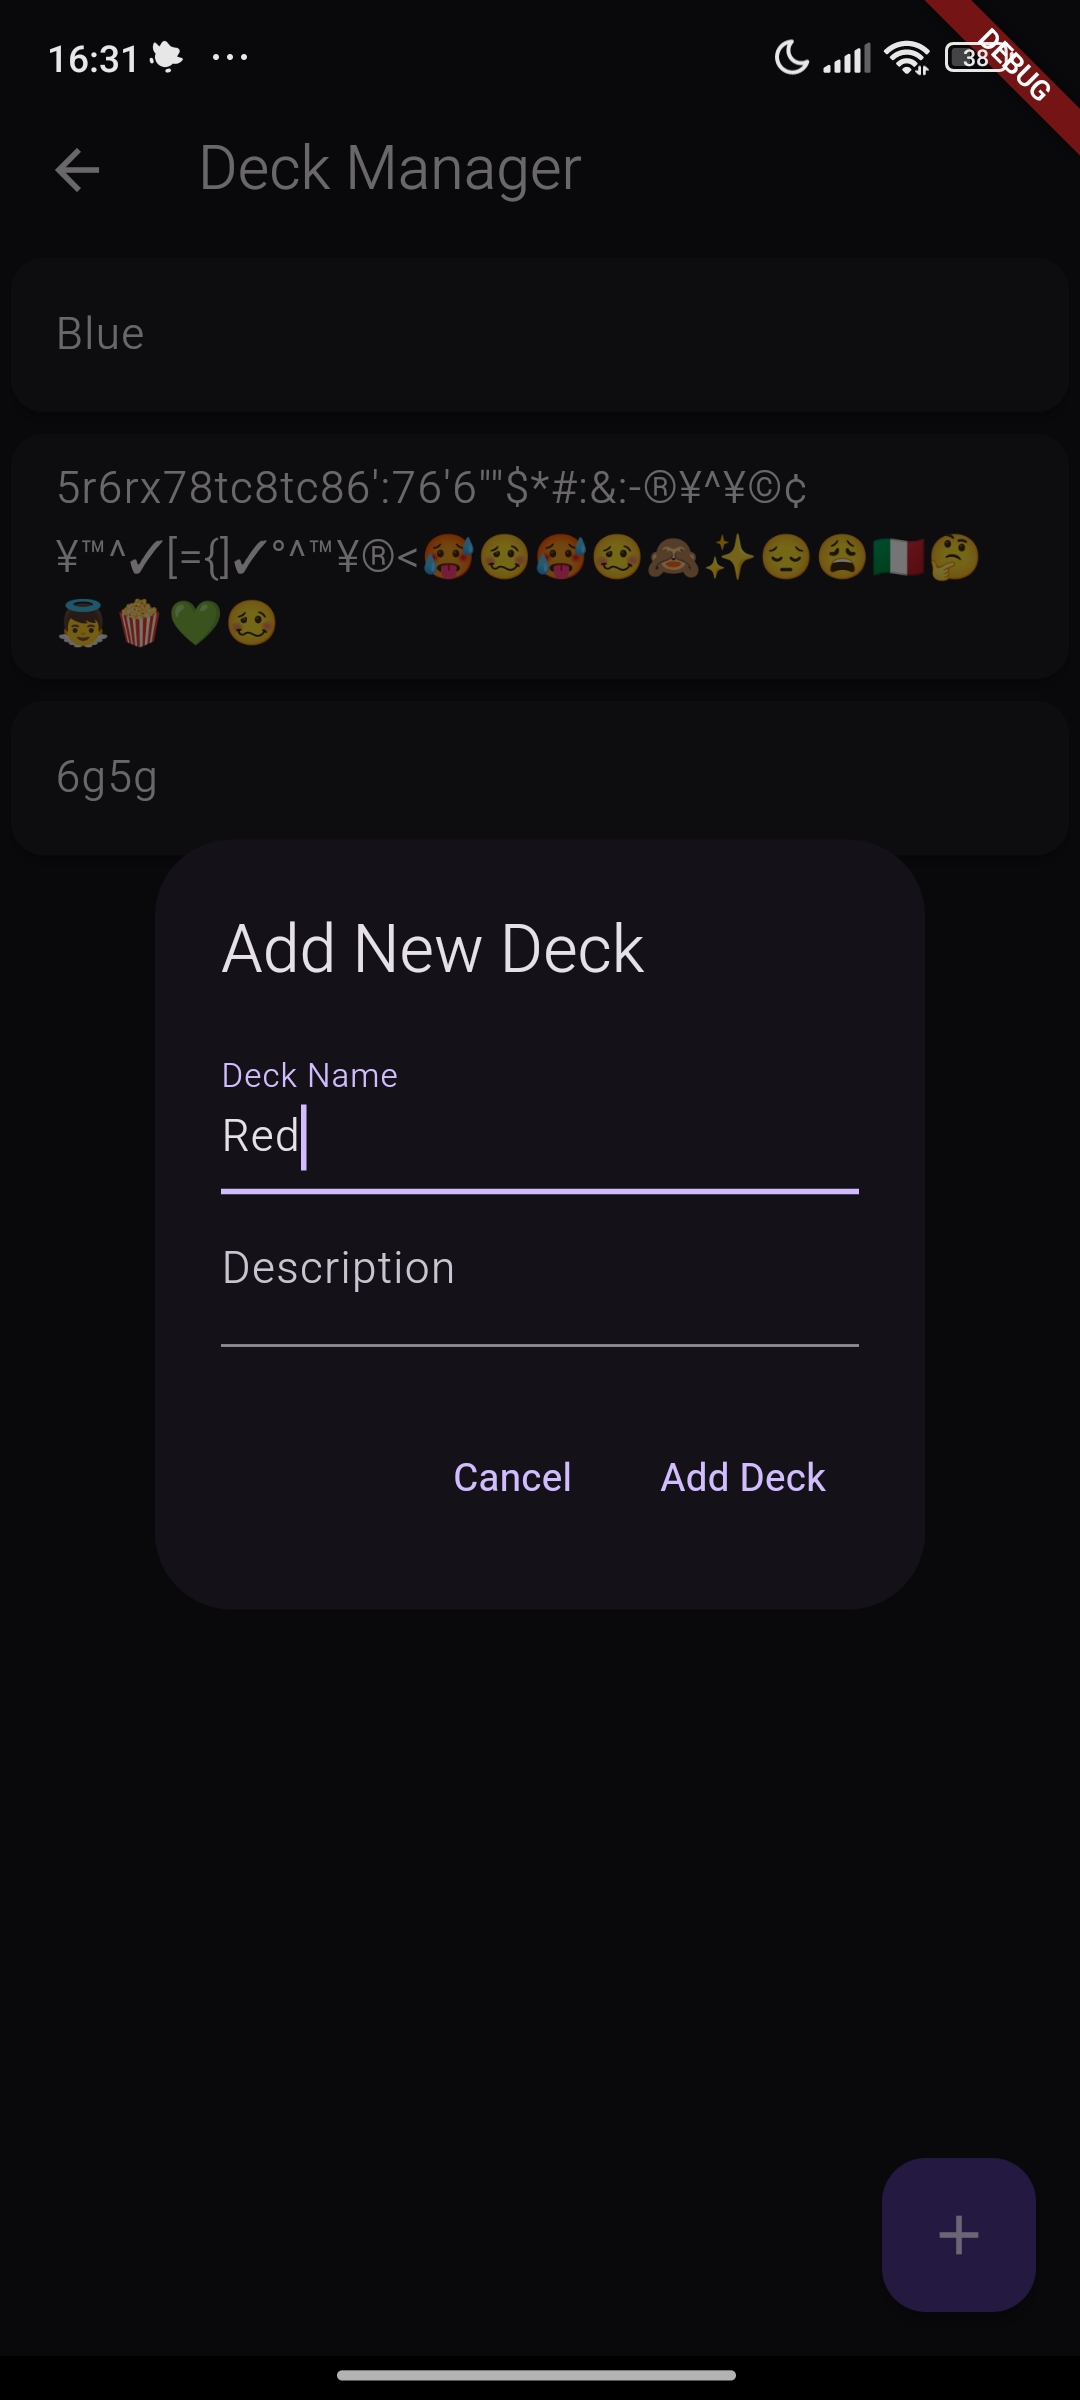 16:31
38
DEBUG
Deck Manager
Blue
5r6rx78tc8tc86':76'6""$*#:&:-®¥^¥©¢
¥™^✓[={]✓°^™¥®<🥵🥴🥵🥴🙈✨😔😩🇮🇹🤔
👼🍿💚🥴
6g5g
Add New Deck
Deck Name
Red
Description
Cancel
Add Deck